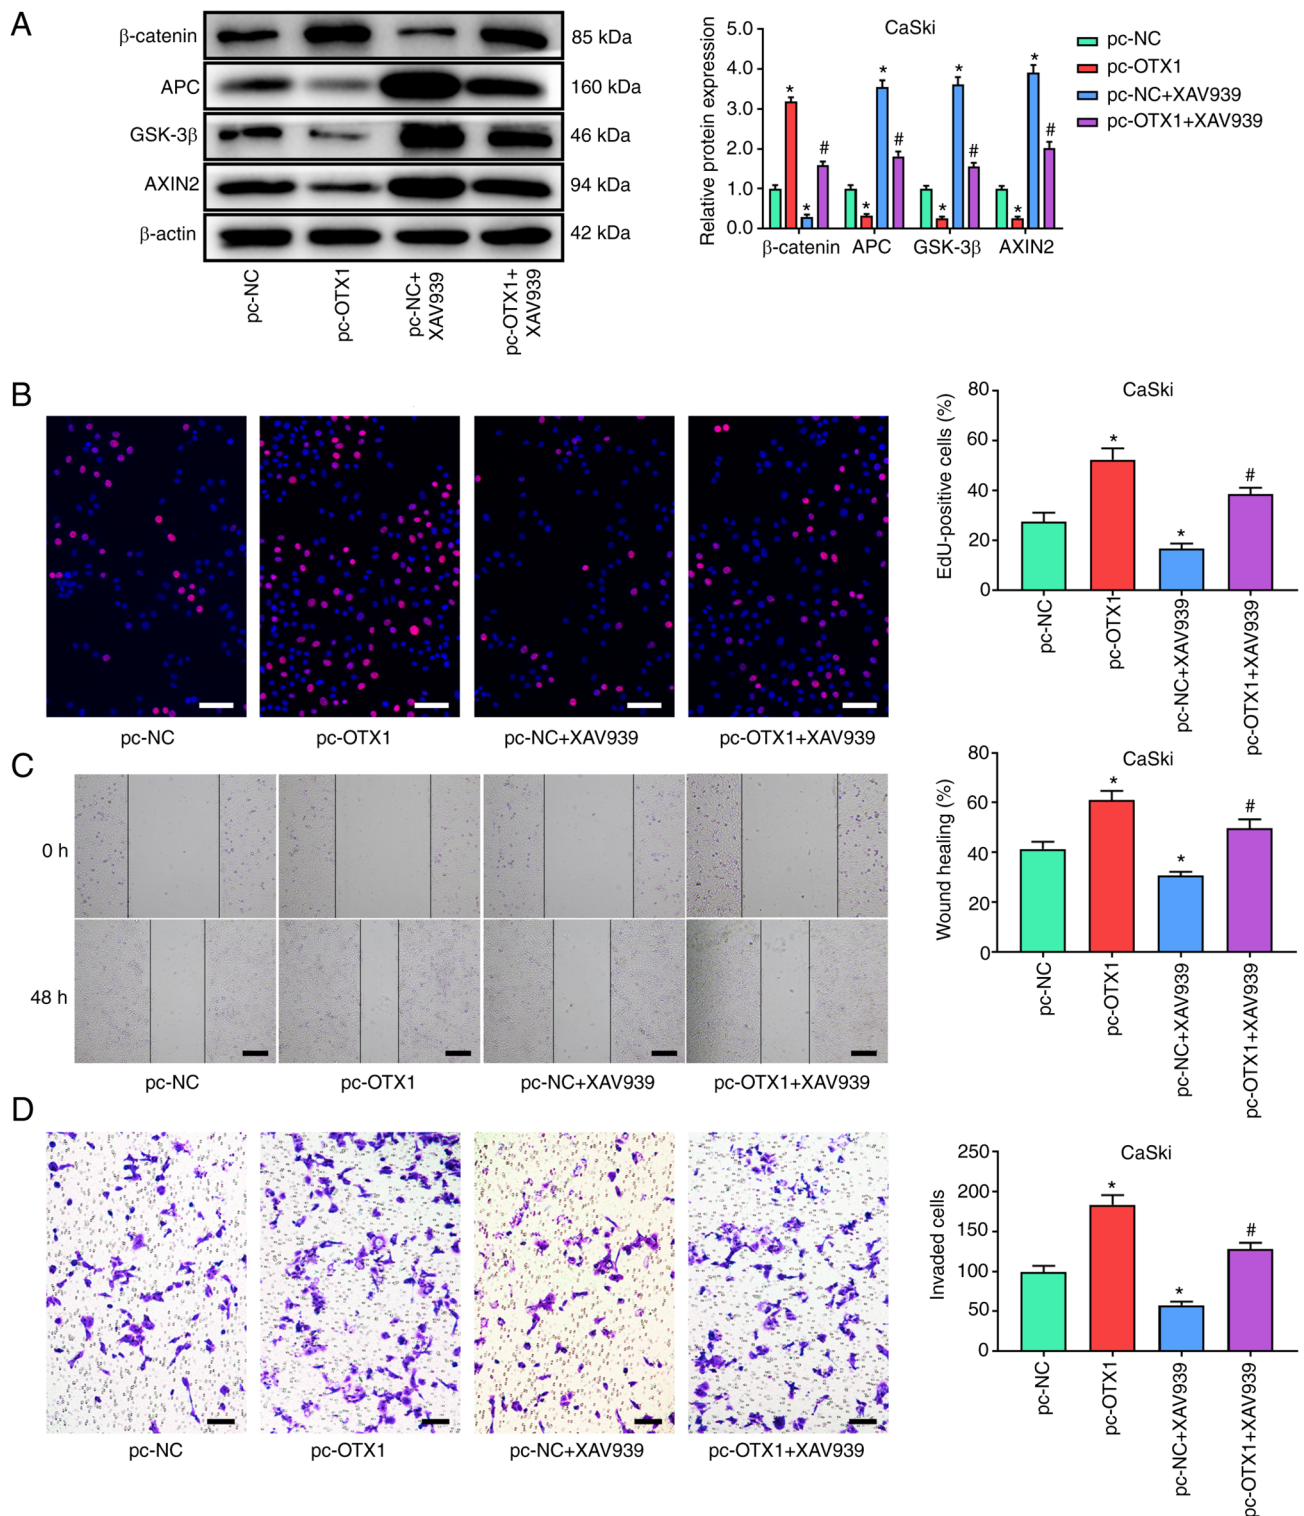 A
β-catenin
85 kDa
APC
160 kDa
GSK-3β
46 kDa
AXIN2
94 kDa
β-actin
42 kDa
pc-NC
pc-OTX1
pc-NC+
XAV939
pc-OTX1+
XAV939
CaSki
Relative protein expression
5.0
4.0
3.0
2.0
1.0
0.0
* * # * * # * * # * * #
β-catenin APC GSK-3β AXIN2
pc-NC
pc-OTX1
pc-NC+XAV939
pc-OTX1+XAV939
B
pc-NC pc-OTX1 pc-NC+XAV939 pc-OTX1+XAV939
CaSki
EdU-positive cells (%)
80
60
40
20
0
* * #
pc-NC
pc-OTX1
pc-NC+XAV939
pc-OTX1+XAV939
C
0 h
48 h
pc-NC pc-OTX1 pc-NC+XAV939 pc-OTX1+XAV939
CaSki
Wound healing (%)
80
60
40
20
0
* * #
pc-NC
pc-OTX1
pc-NC+XAV939
pc-OTX1+XAV939
D
pc-NC pc-OTX1 pc-NC+XAV939 pc-OTX1+XAV939
CaSki
Invaded cells
250
200
150
100
50
0
* * #
pc-NC
pc-OTX1
pc-NC+XAV939
pc-OTX1+XAV939